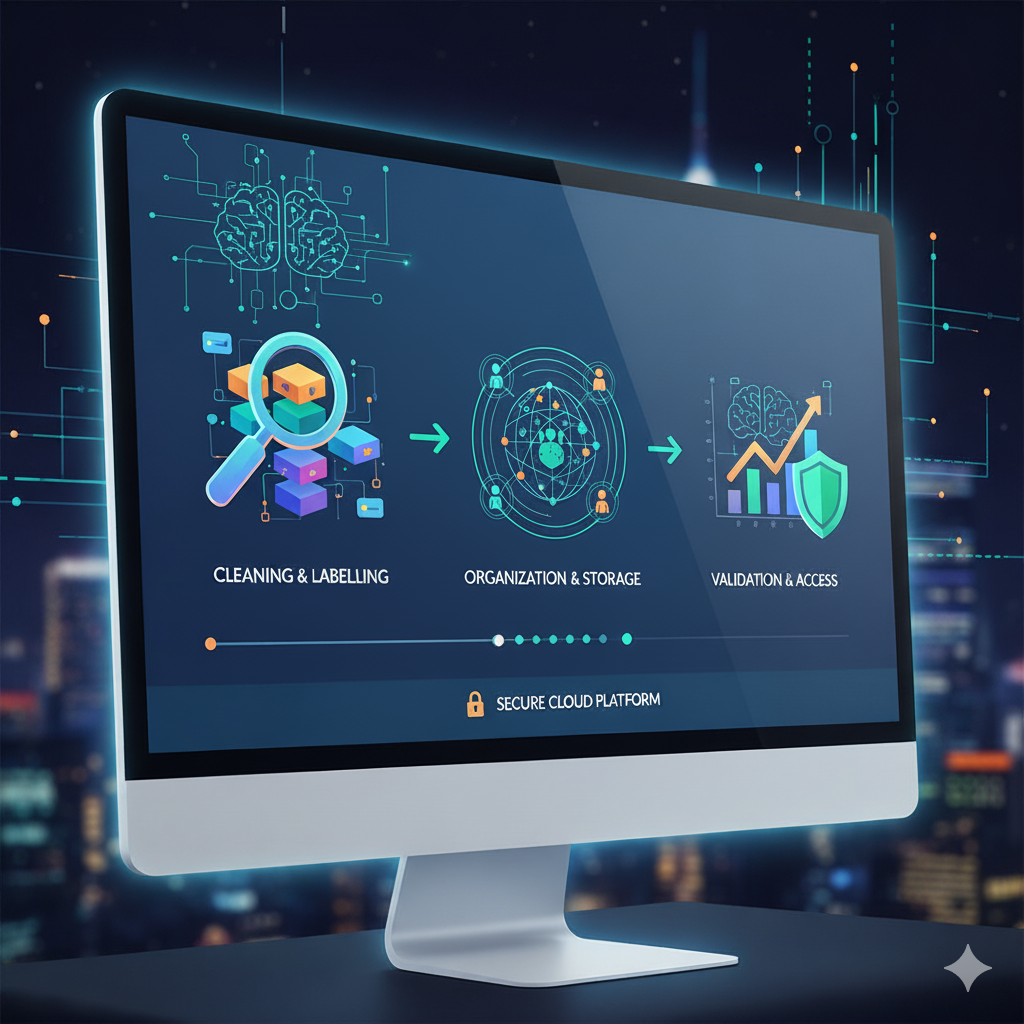 CLEANING & LABELLING
ORGANIZATION & STORAGE
VALIDATION & ACCESS
SECURE CLOUD PLATFORM